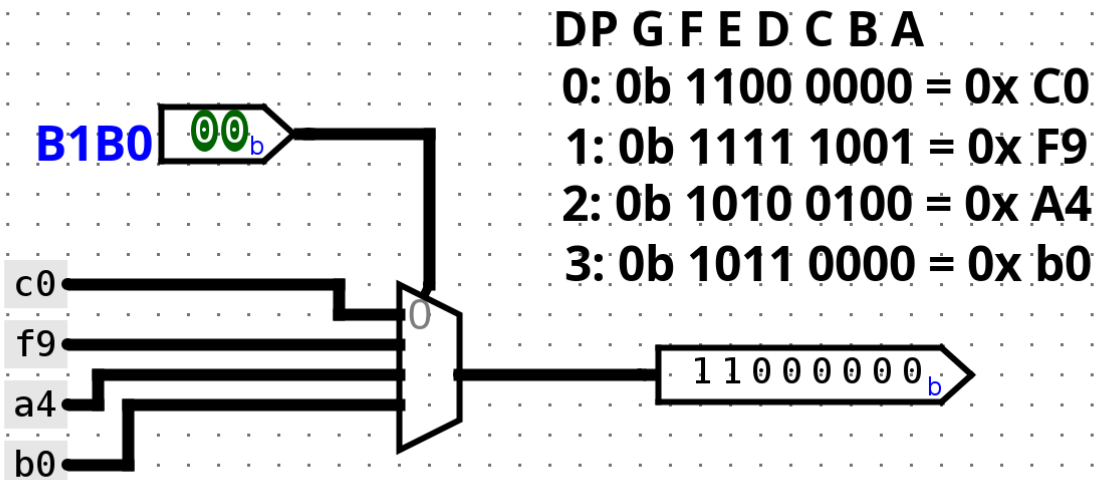 DP G F E D C B A
0: 0b 1100 0000 = 0x C0
1: 0b 1111 1001 = 0x F9
2: 0b 1010 0100 = 0x A4
3: 0b 1011 0000 = 0x b0
B1B0 00b
c0
0
f9
a4
b0
11000000b